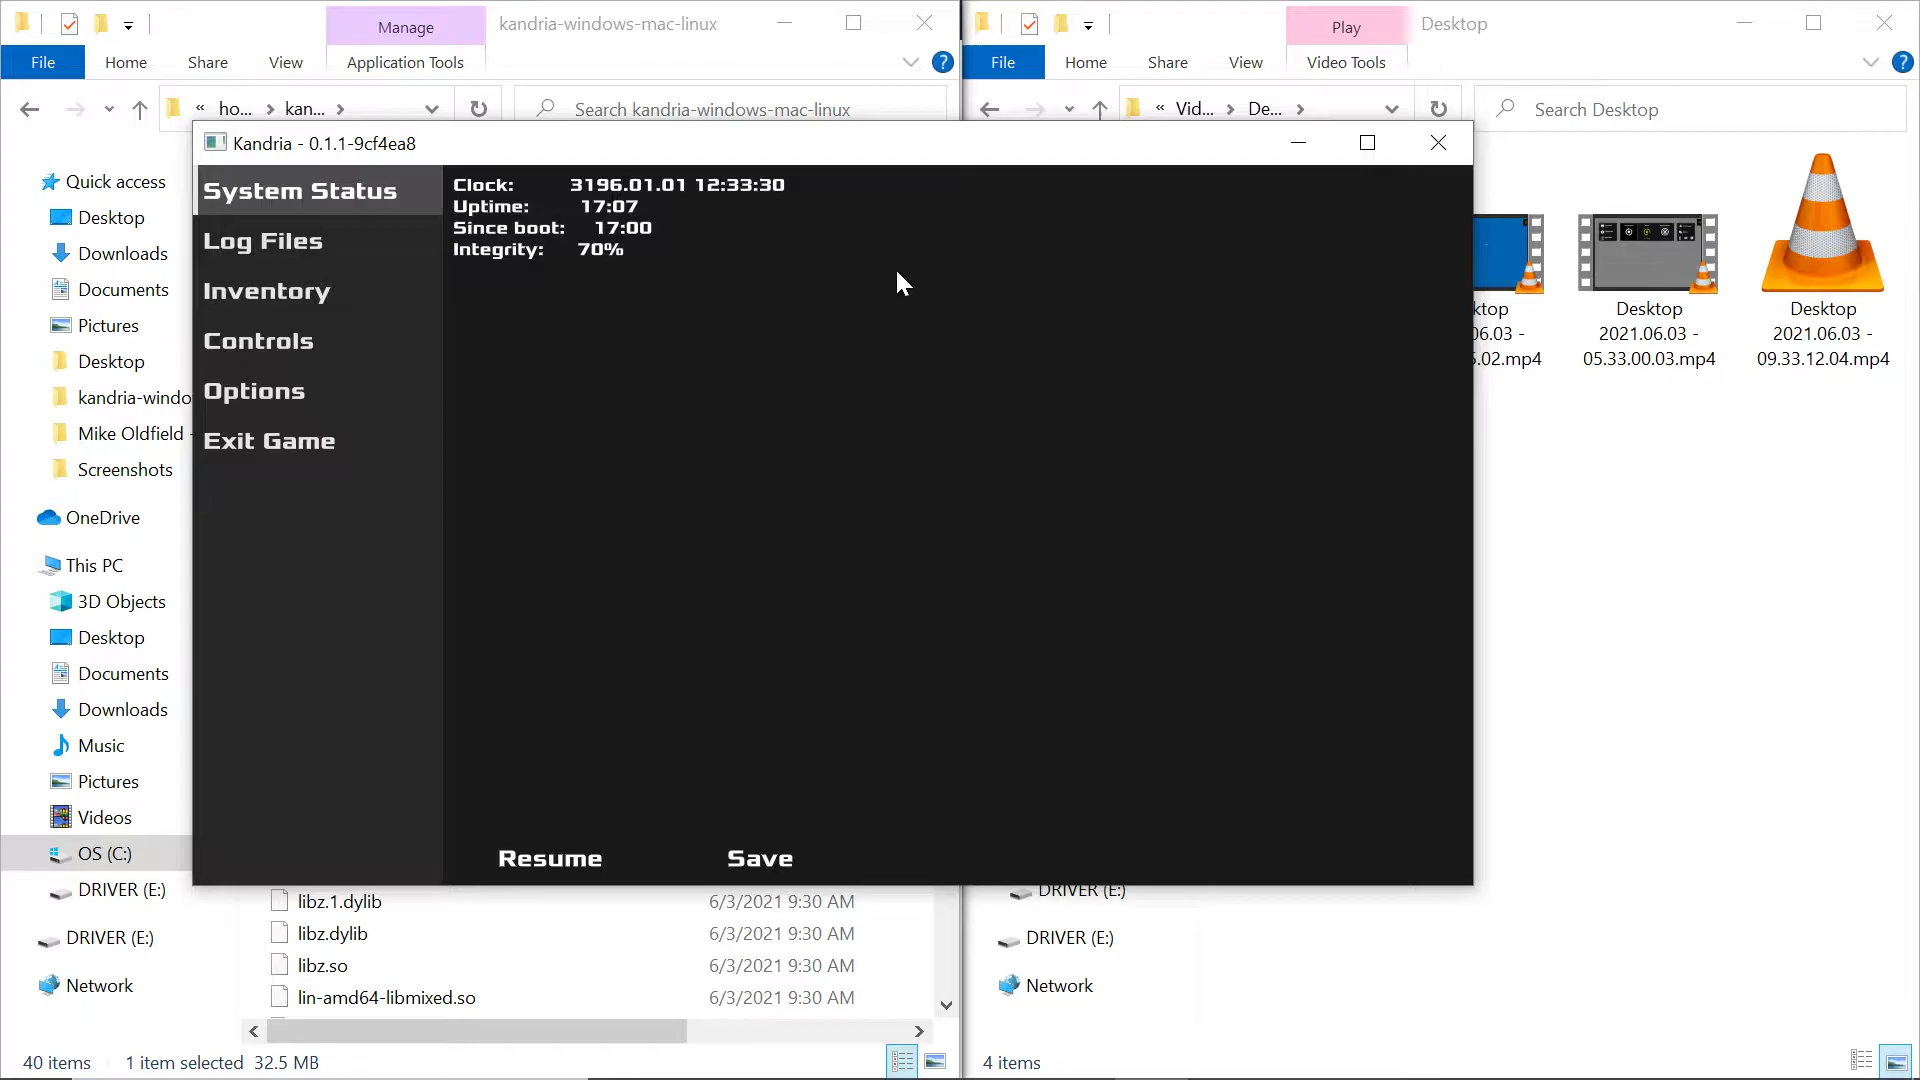 Manage
kandria-windows-mac-linux
File
Home
Share
View
Application Tools
« ho... > kan... >
Search kandria-windows-mac-linux
Play
Desktop
File
Home
Share
View
Video Tools
« Vid... > De... >
Search Desktop
Kandria - 0.1.1-9cf4ea8
System Status
Log Files
Inventory
Controls
Options
Exit Game
Clock: 3196.01.01 12:33:30
Uptime: 17:07
Since boot: 17:00
Integrity: 70%
Resume
Save
Quick access
Desktop
Downloads
Documents
Pictures
Desktop
kandria-windo
Mike Oldfield -
Screenshots
OneDrive
This PC
3D Objects
Desktop
Documents
Downloads
Music
Pictures
Videos
OS (C:)
DRIVER (E:)
DRIVER (E:)
Network
libz.1.dylib 6/3/2021 9:30 AM
libz.dylib 6/3/2021 9:30 AM
libz.so 6/3/2021 9:30 AM
lin-amd64-libmixed.so 6/3/2021 9:30 AM
40 items
1 item selected 32.5 MB
ktop
06.03 -
.02.mp4
Desktop
2021.06.03 -
05.33.00.03.mp4
Desktop
2021.06.03 -
09.33.12.04.mp4
DRIVER (E:)
DRIVER (E:)
Network
4 items